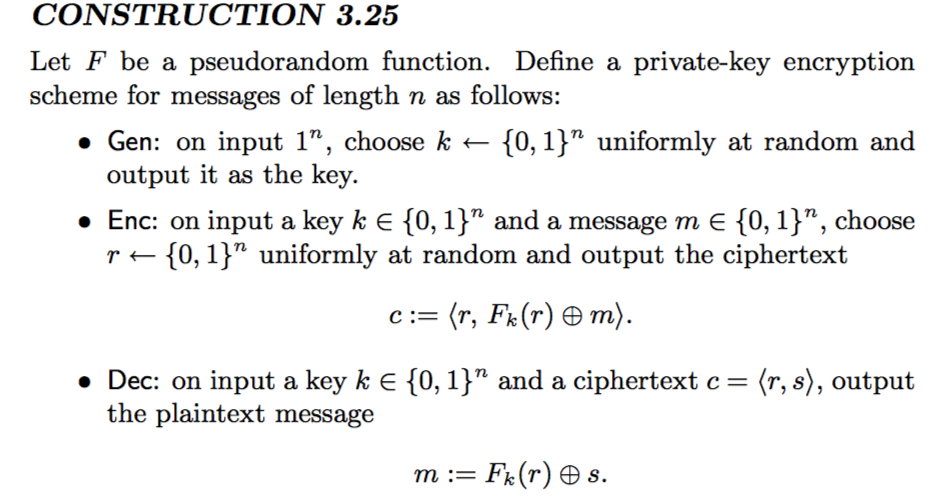 CONSTRUCTION 3.25
Let F be a pseudorandom function. Define a private-key encryption
scheme for messages of length n as follows:
• Gen: on input 1ⁿ, choose k ← {0, 1}ⁿ uniformly at random and
output it as the key.
• Enc: on input a key k ∈ {0, 1}ⁿ and a message m ∈ {0, 1}ⁿ, choose
r ← {0, 1}ⁿ uniformly at random and output the ciphertext
c := ⟨r, Fₖ(r) ⊕ m⟩.
• Dec: on input a key k ∈ {0, 1}ⁿ and a ciphertext c = ⟨r, s⟩, output
the plaintext message
m := Fₖ(r) ⊕ s.